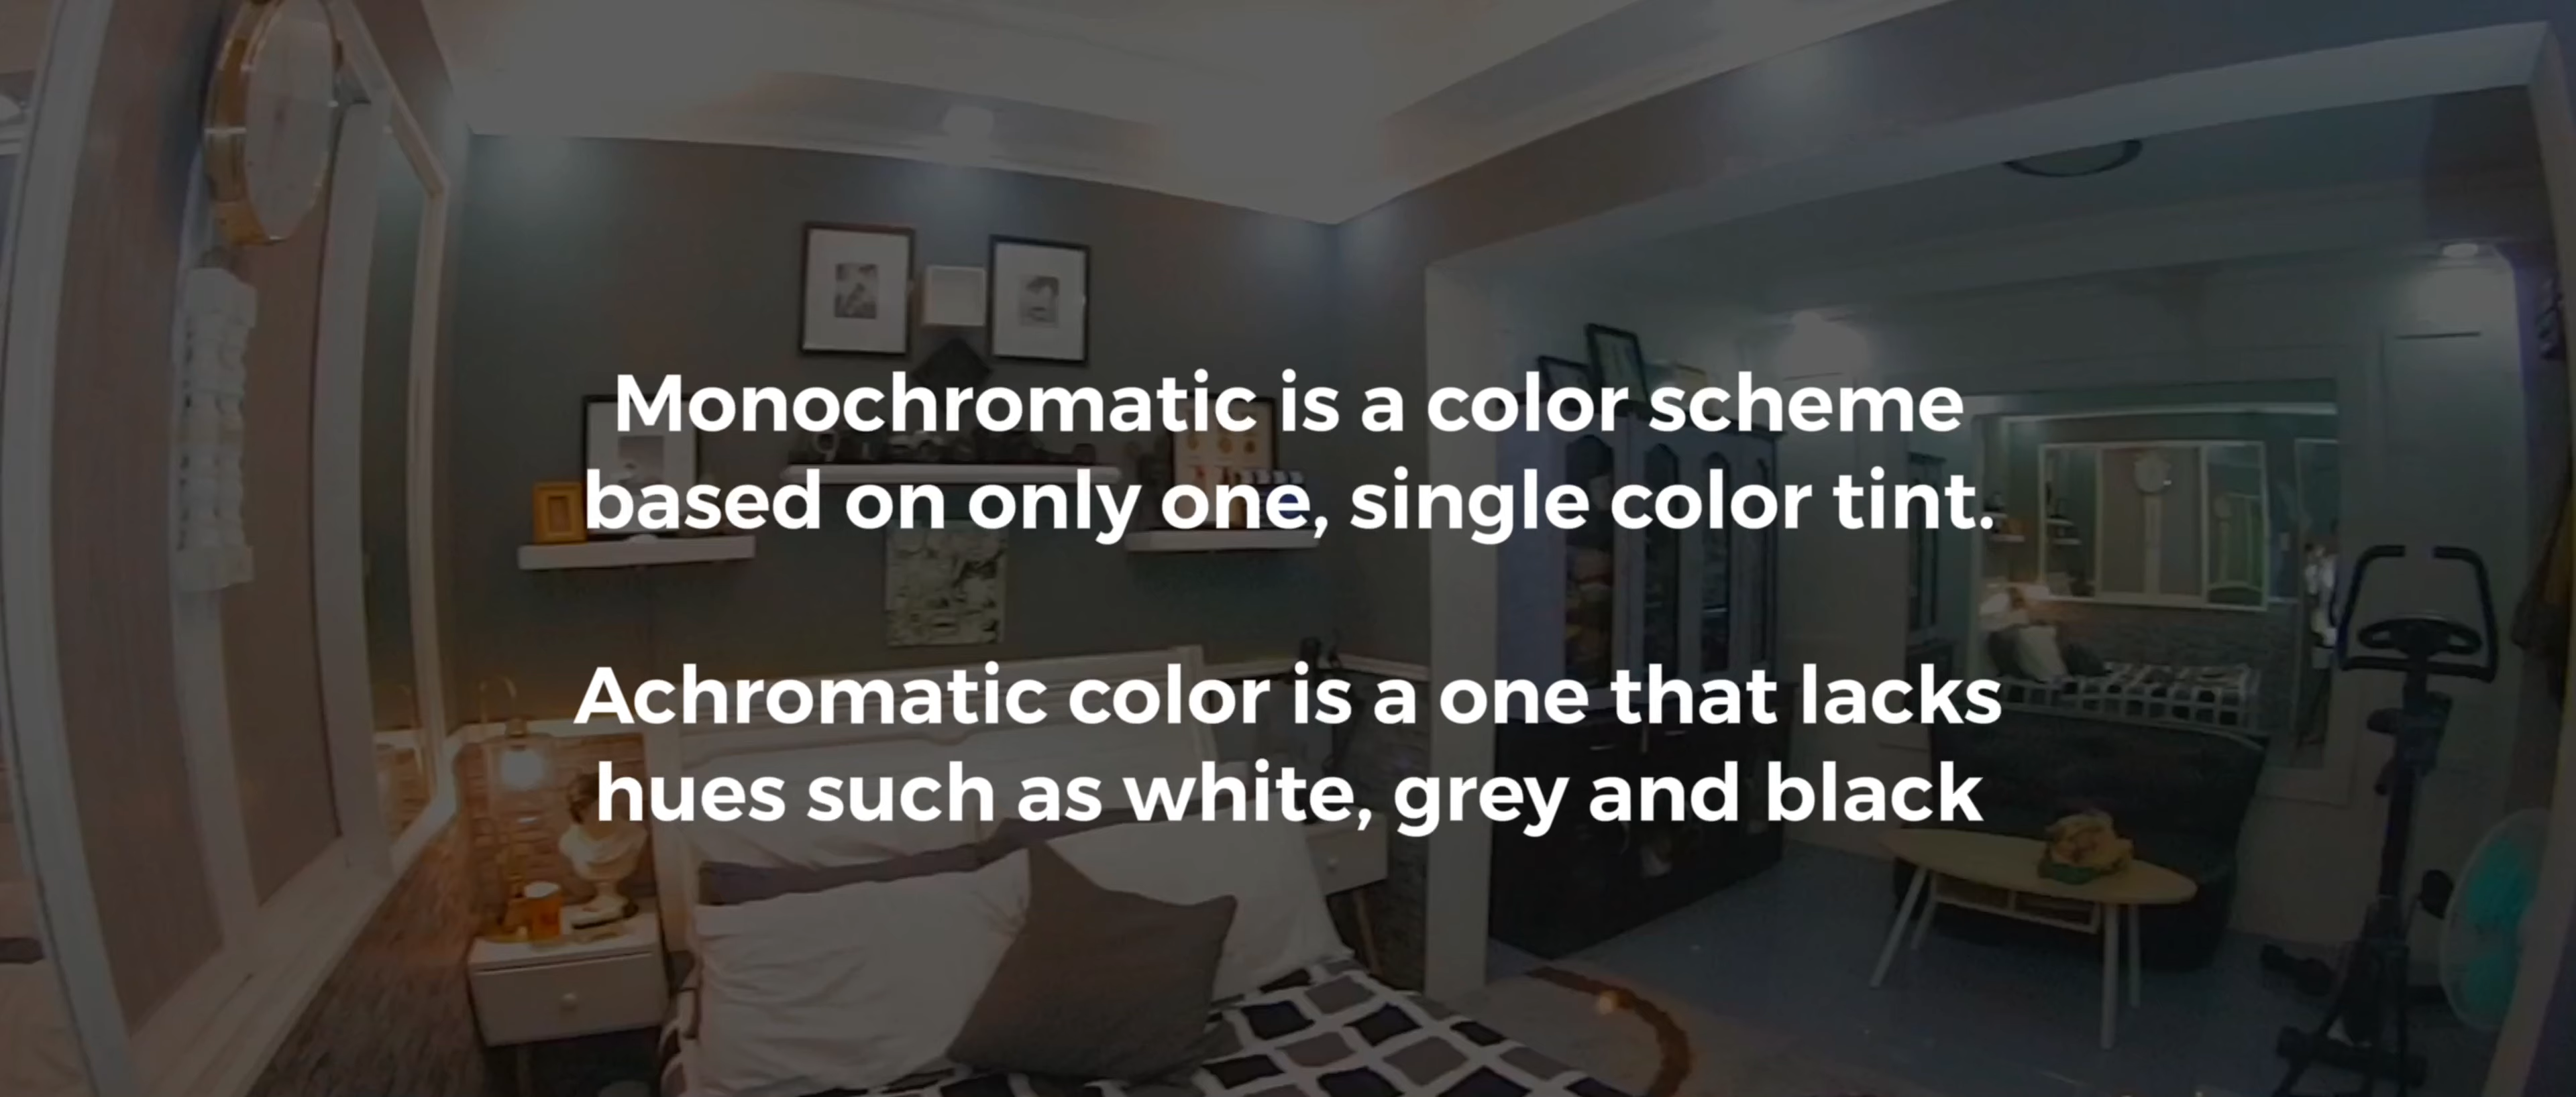 Monochromatic is a color scheme
based on only one, single color tint.
Achromatic color is a one that lacks
hues such as white, grey and black